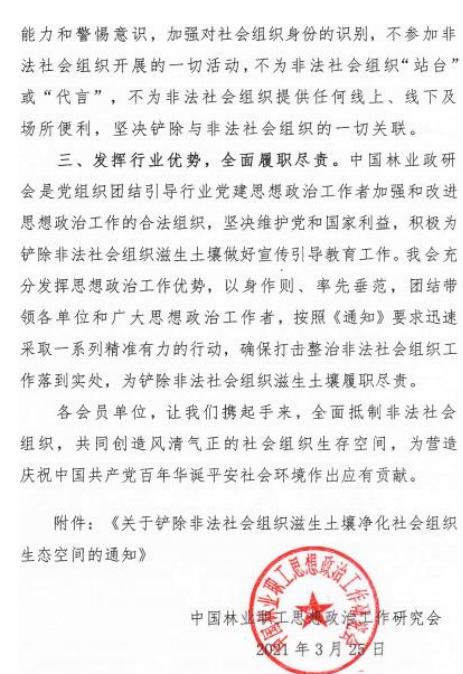 能力和警惕意识，加强对社会组织身份的识别，不参加非
法社会组织开展的一切活动，不为非法社会组织“站台”
或“代言”，不为非法社会组织提供任何线上、线下及
场所便利，坚决铲除与非法社会组织的一切关联。
三、发挥行业优势，全面履职尽责。中国林业政研
会是党组织团结引导行业党建思想政治工作者加强和改进
思想政治工作的合法组织，坚决维护党和国家利益，积极为
铲除非法社会组织滋生土壤做好宣传引导教育工作。我会充
分发挥思想政治工作优势，以身作则、率先垂范，团结带
领各单位和广大思想政治工作者，按照《通知》要求迅速
采取一系列精准有力的行动，确保打击整治非法社会组织工
作落到实处，为铲除非法社会组织滋生土壤履职尽责。
各会员单位，让我们携起手来，全面抵制非法社会
组织，共同创造风清气正的社会组织生存空间，为营造
庆祝中国共产党百年华诞平安社会环境作出应有贡献。
附件：《关于铲除非法社会组织滋生土壤净化社会组织
生态空间的通知》
中国林业职工思想政治工作研究会
中国林业职工思想政治工作研究会
2021年3月25日